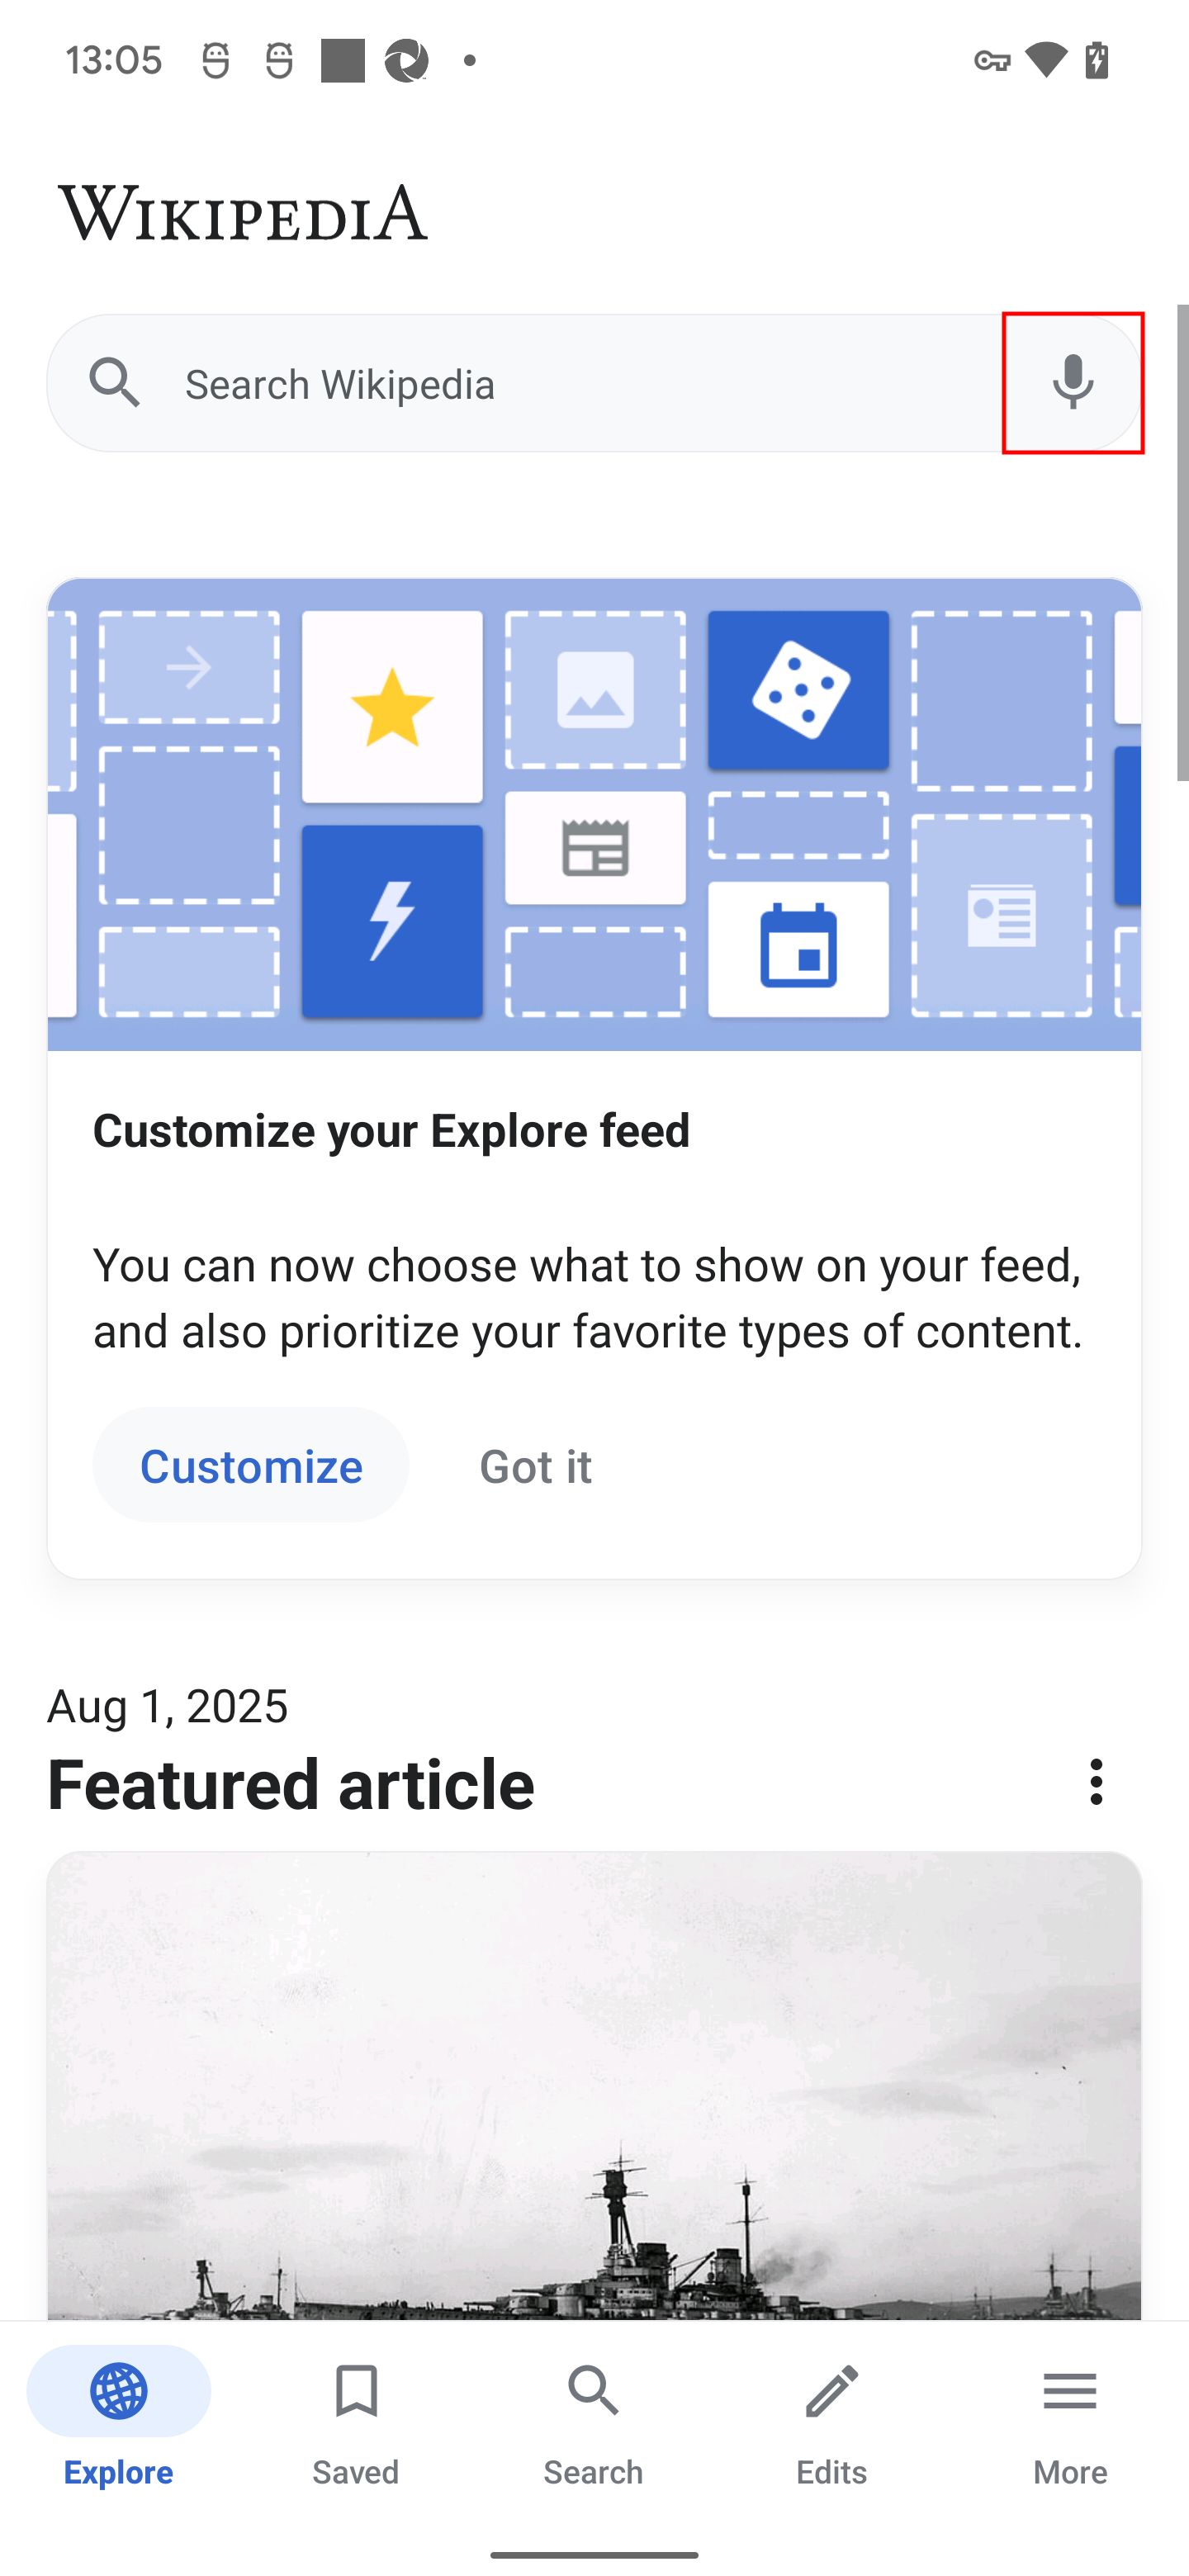 13:05
WIKIPEDIA
Search Wikipedia
Customize your Explore feed
You can now choose what to show on your feed,
and also prioritize your favorite types of content.
Customize Got it
Aug 1, 2025
Featured article
Explore Saved Search Edits More